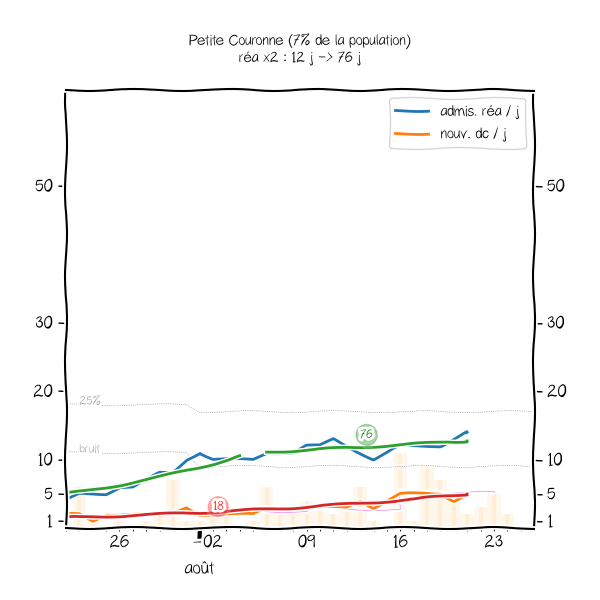 Petite Couronne (7% de la population)
réa x2 : 12 j -> 76 j
admis. réa / j
nouv. dc / j
50 50
30 30
20 20
25%
76
bruit
10 10
5 5
18
1 1
26 02 09 16 23
août